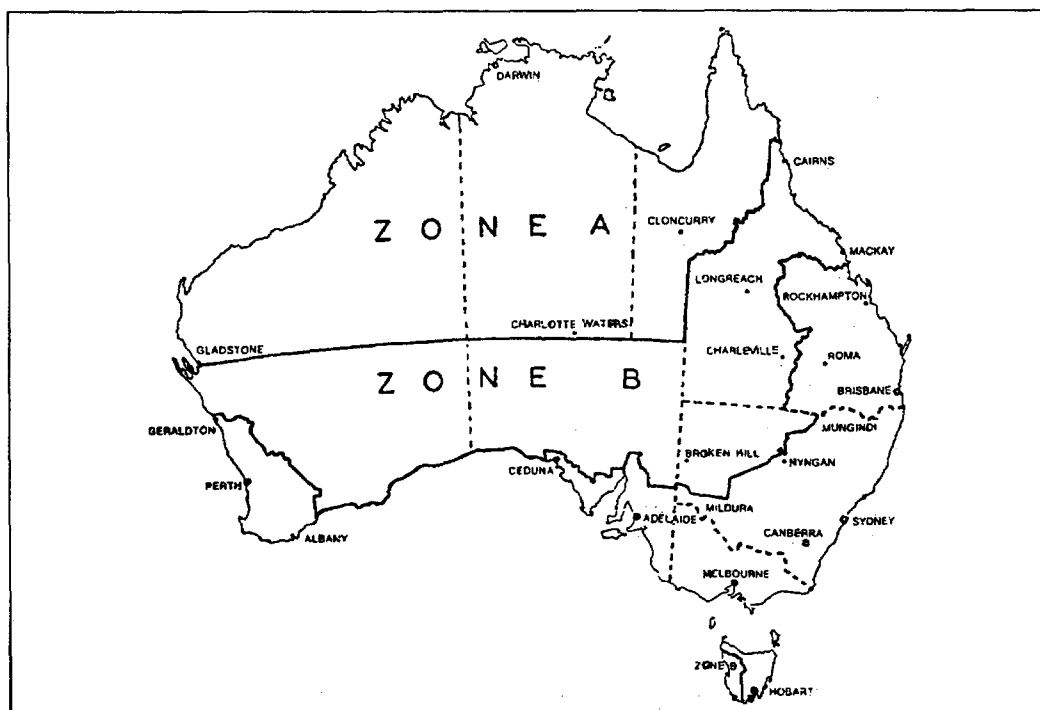 DARWIN
CAIRNS
ZONE A
CLONCURRY
MACKAY
LONGREACH
ROCKHAMPTON
CHARLOTTE WATERS
GLADSTONE
CHARLEVILLE
ROMA
ZONE B
BRISBANE
GERALDTON
MUNGINDI
BROKEN HILL
NYNGAN
CEDUNA
PERTH
MILDURA
ADELAIDE
SYDNEY
CANBERRA
ALBANY
MELBOURNE
ZONE B
HOBART